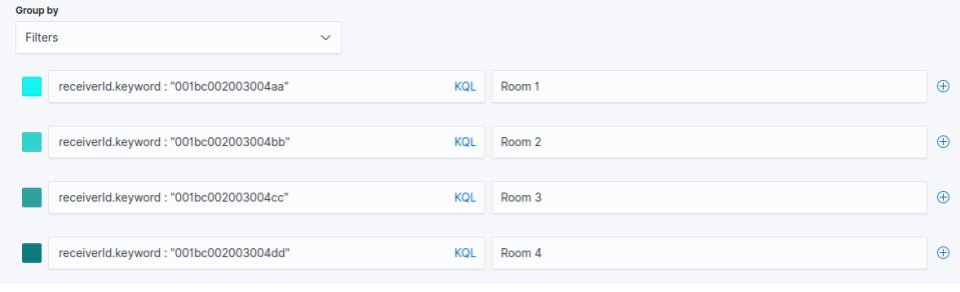 Group by
Filters
receiverId.keyword : "001bc002003004aa" KQL Room 1
receiverId.keyword : "001bc002003004bb" KQL Room 2
receiverId.keyword : "001bc002003004cc" KQL Room 3
receiverId.keyword : "001bc002003004dd" KQL Room 4